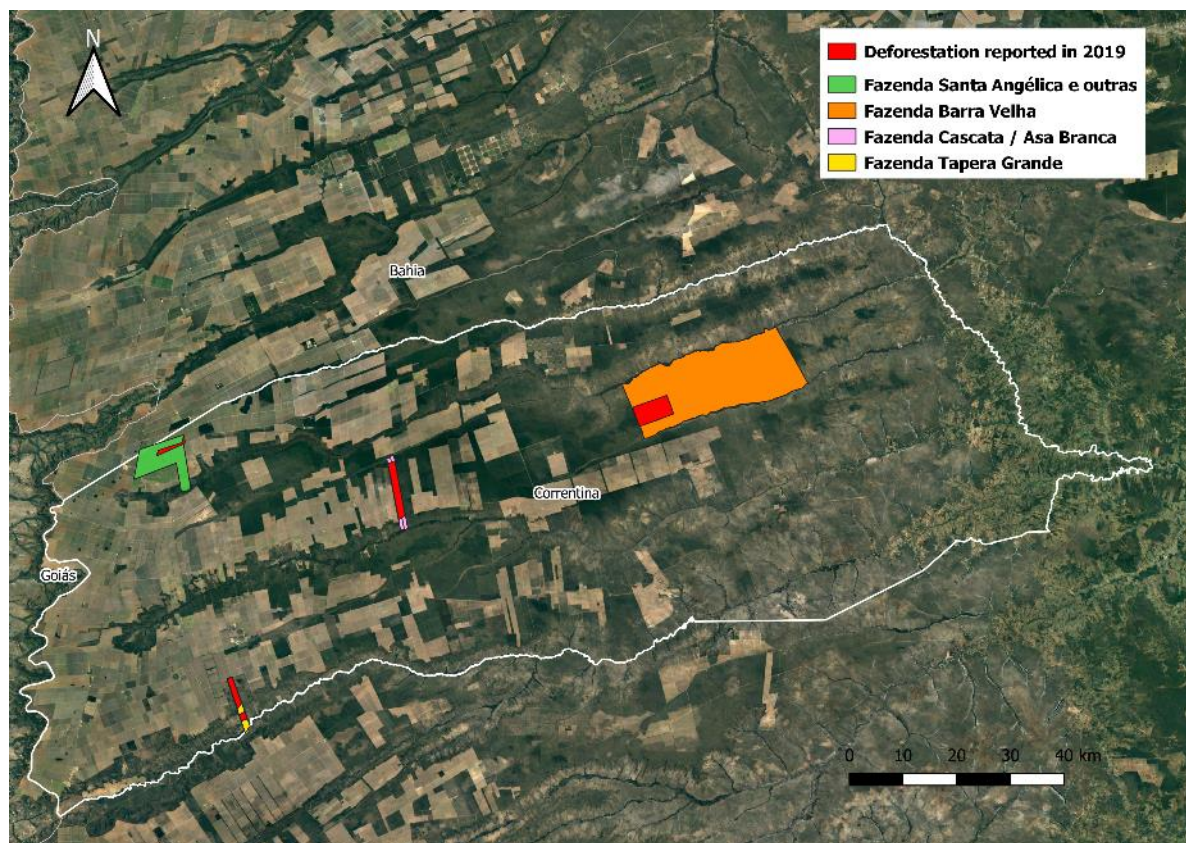 N
Deforestation reported in 2019
Fazenda Santa Angélica e outras
Fazenda Barra Velha
Fazenda Cascata / Asa Branca
Fazenda Tapera Grande
Bahia
Correntina
Goiás
0 10 20 30 40 km